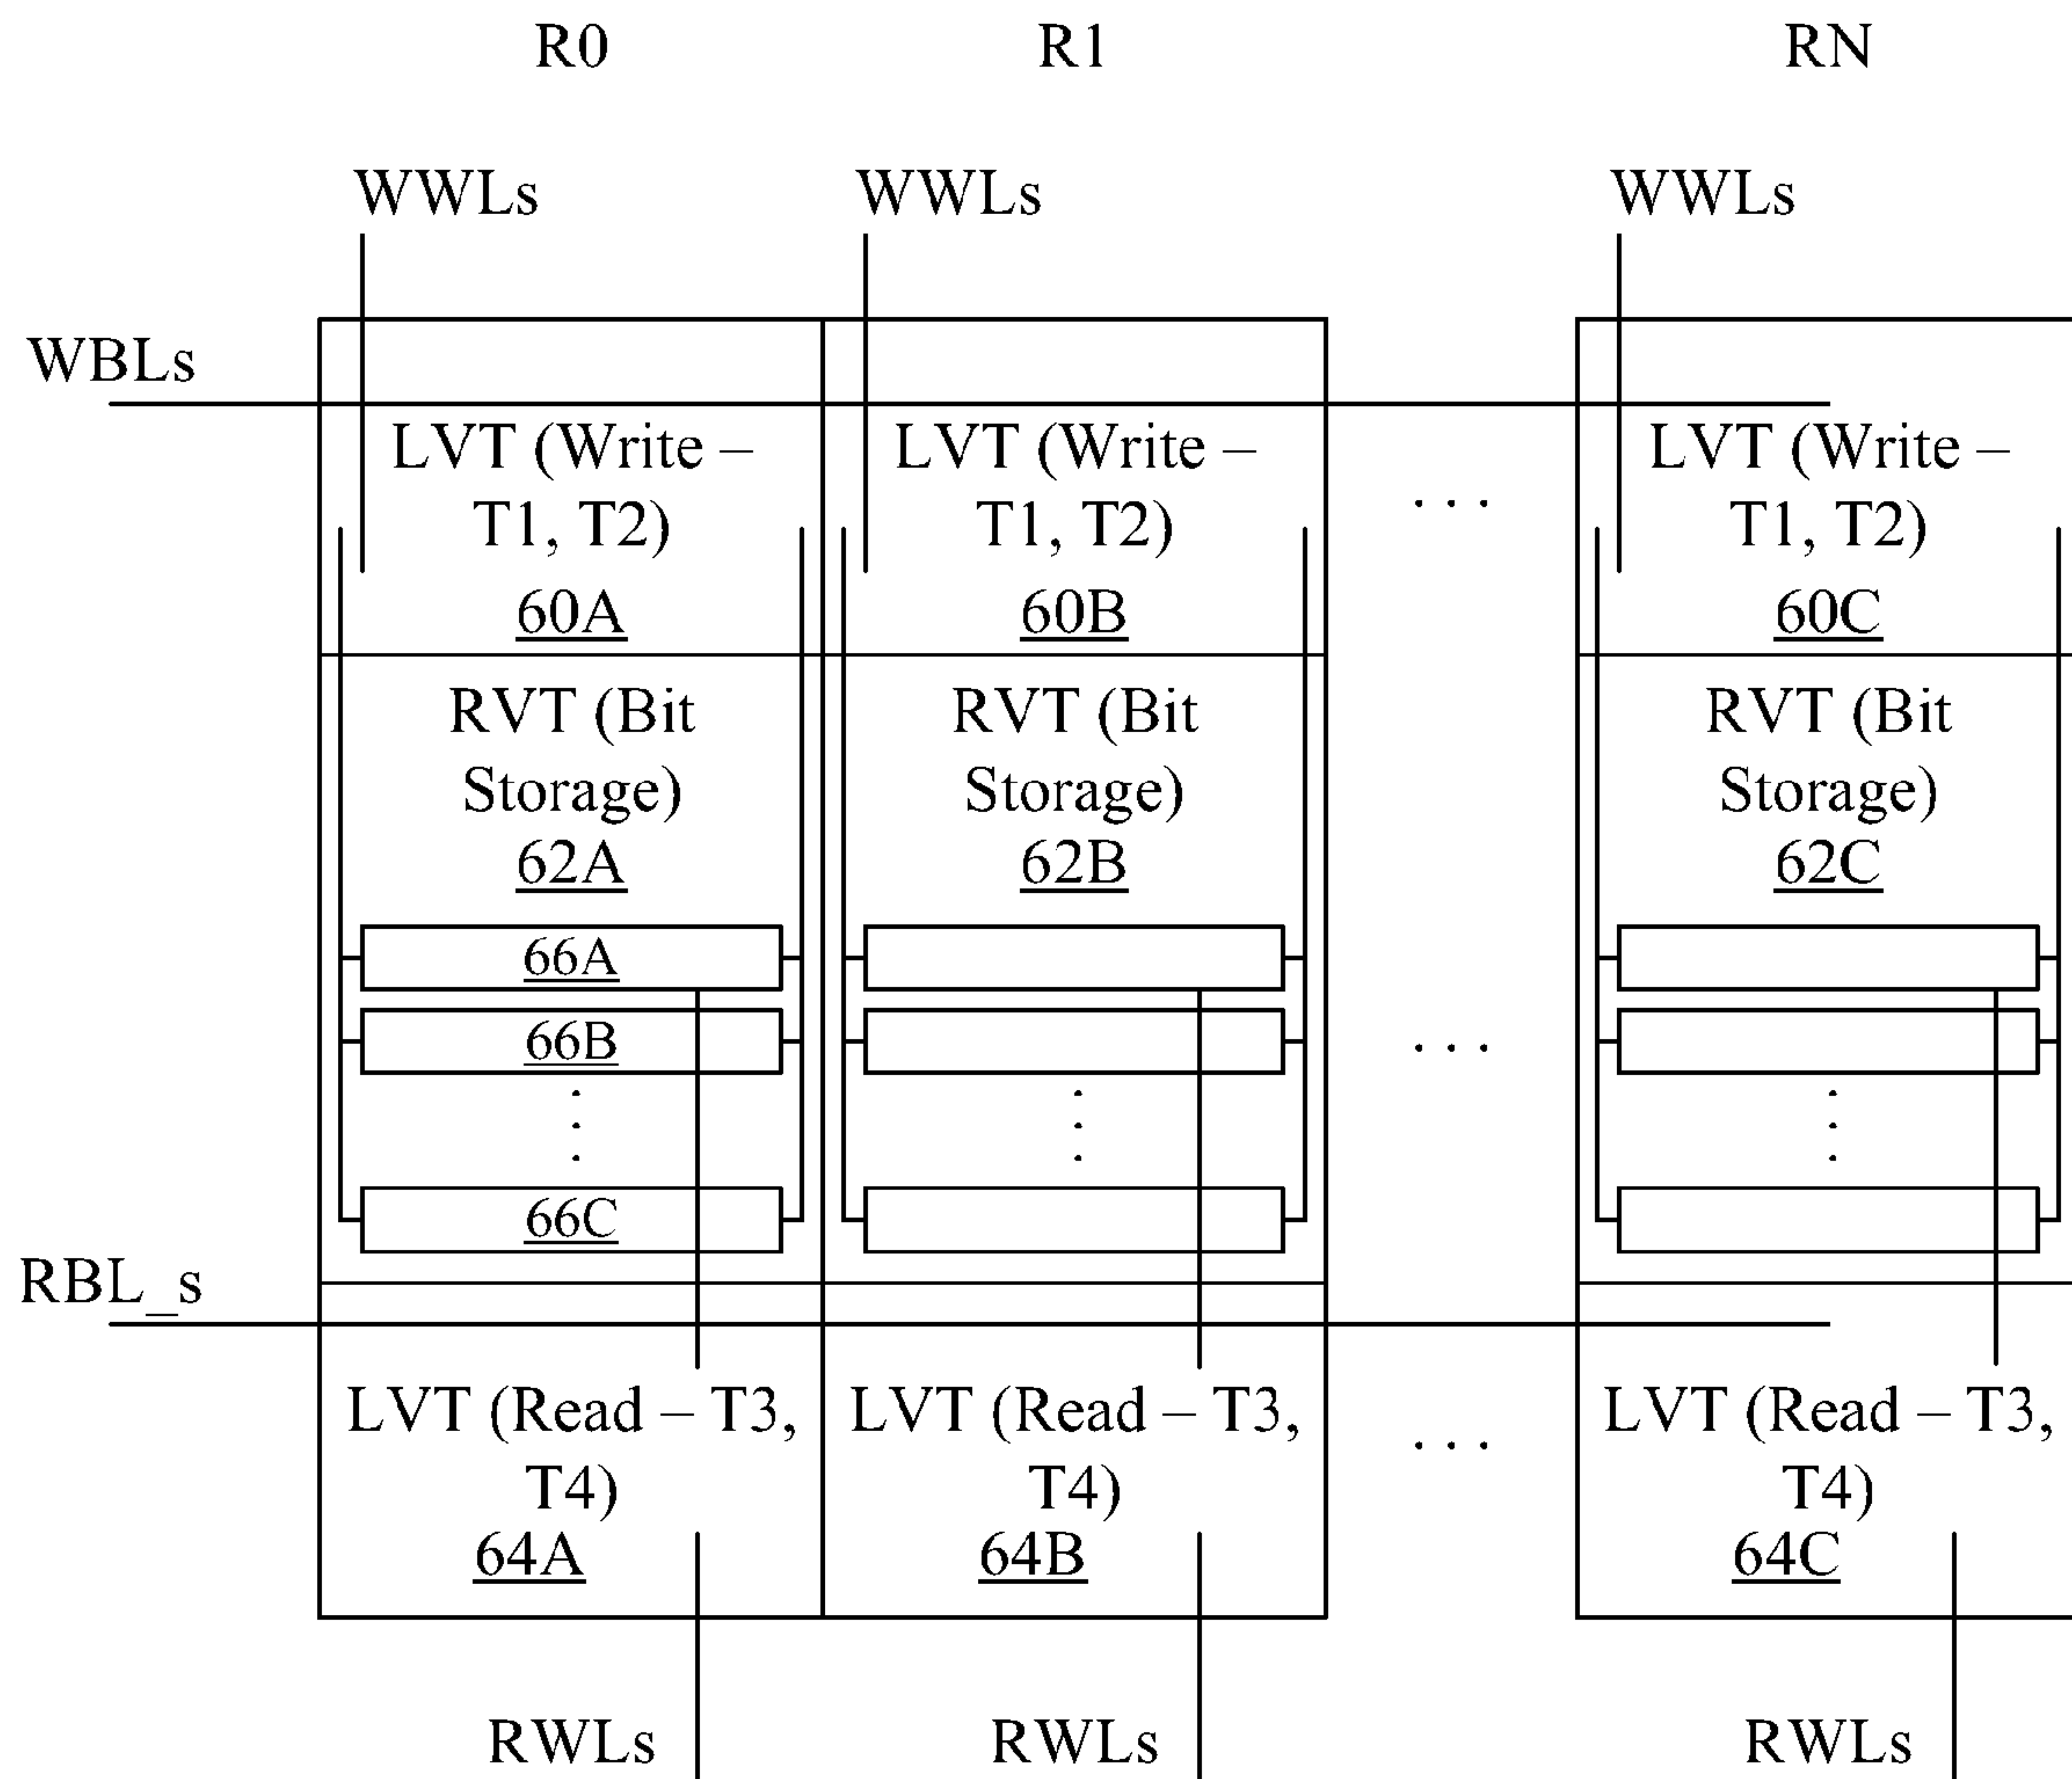 R0 R1 RN
WWLs WWLs WWLs
WBLs
LVT (Write – LVT (Write – LVT (Write –
T1, T2) T1, T2) . . . T1, T2)
60A 60B 60C
RVT (Bit RVT (Bit RVT (Bit
Storage) Storage) Storage)
62A 62B 62C
66A
66B . . .
66C
RBL_s
LVT (Read – T3, LVT (Read – T3, . . . LVT (Read – T3,
T4) T4) T4)
64A 64B 64C
RWLs RWLs RWLs